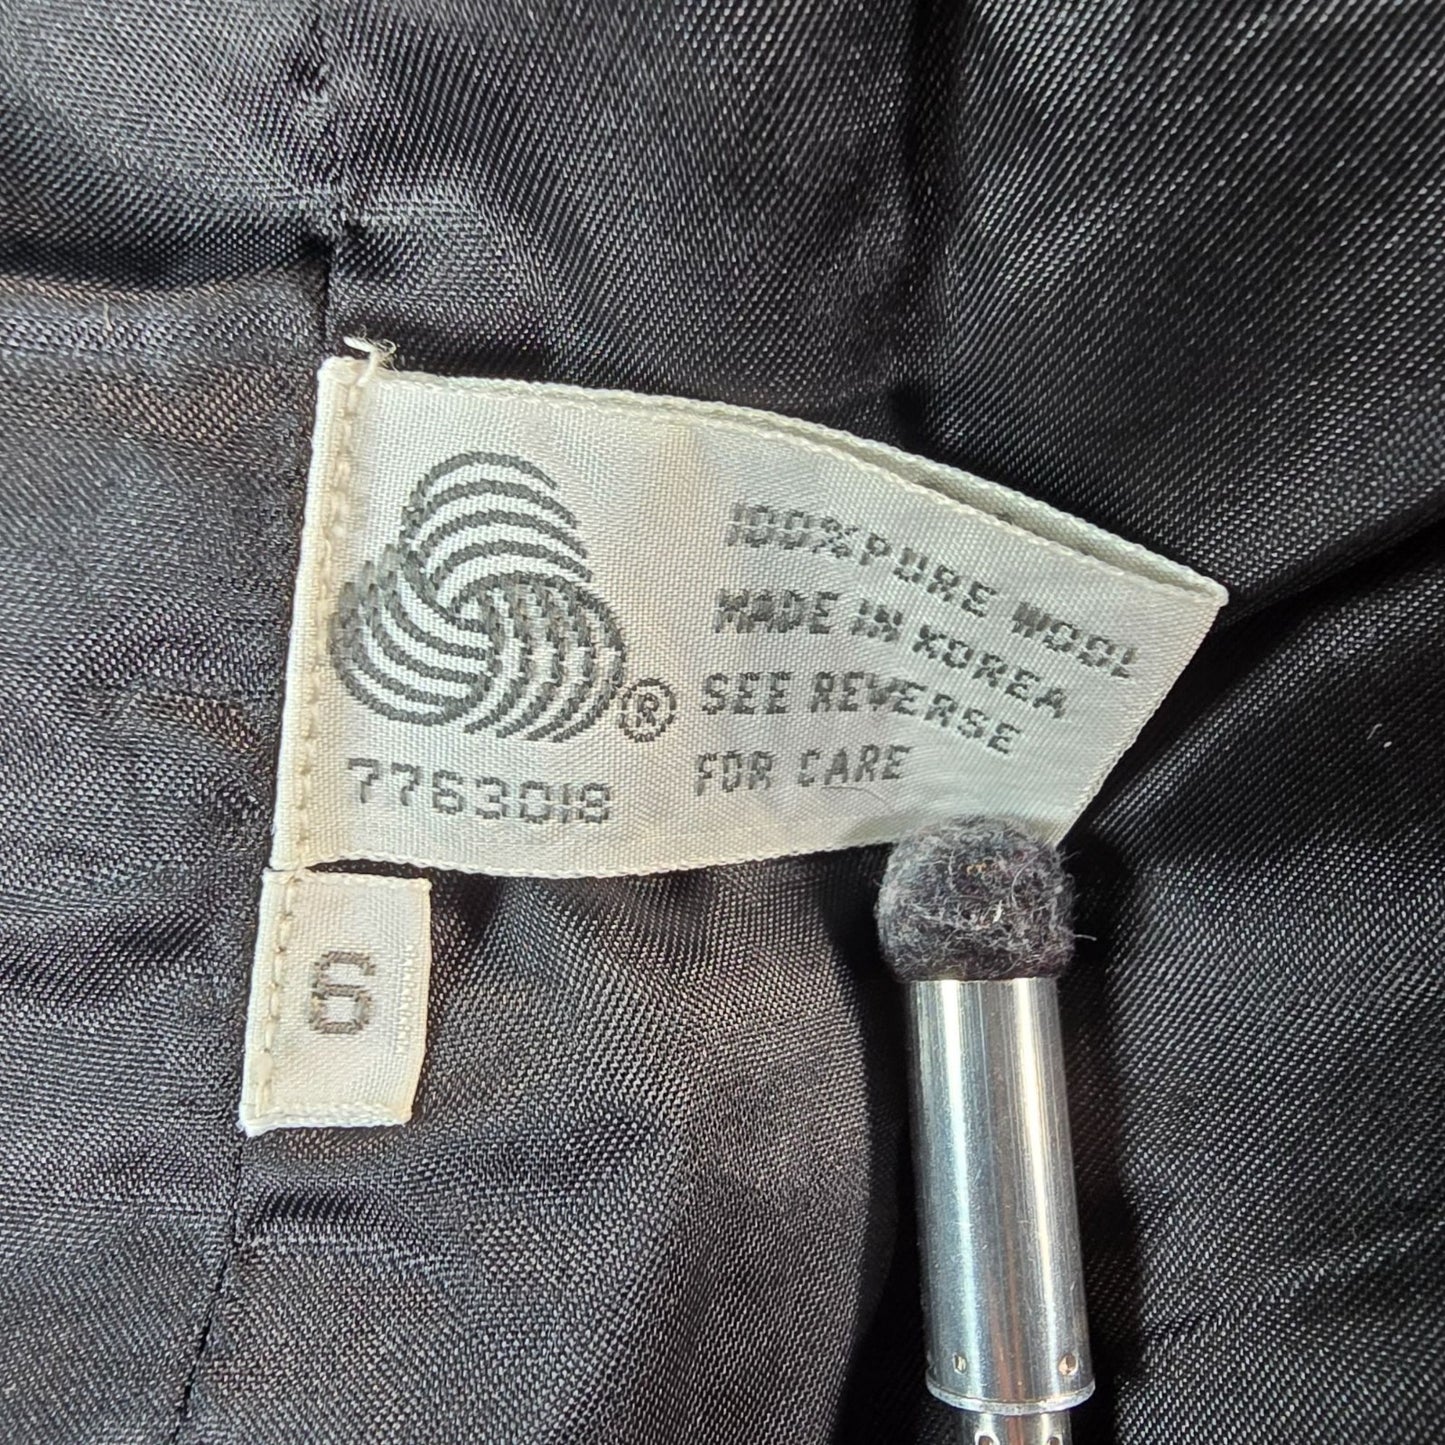 100% PURE WOOL
MADE IN KOREA
SEE REVERSE
FOR CARE
®
7763018
6